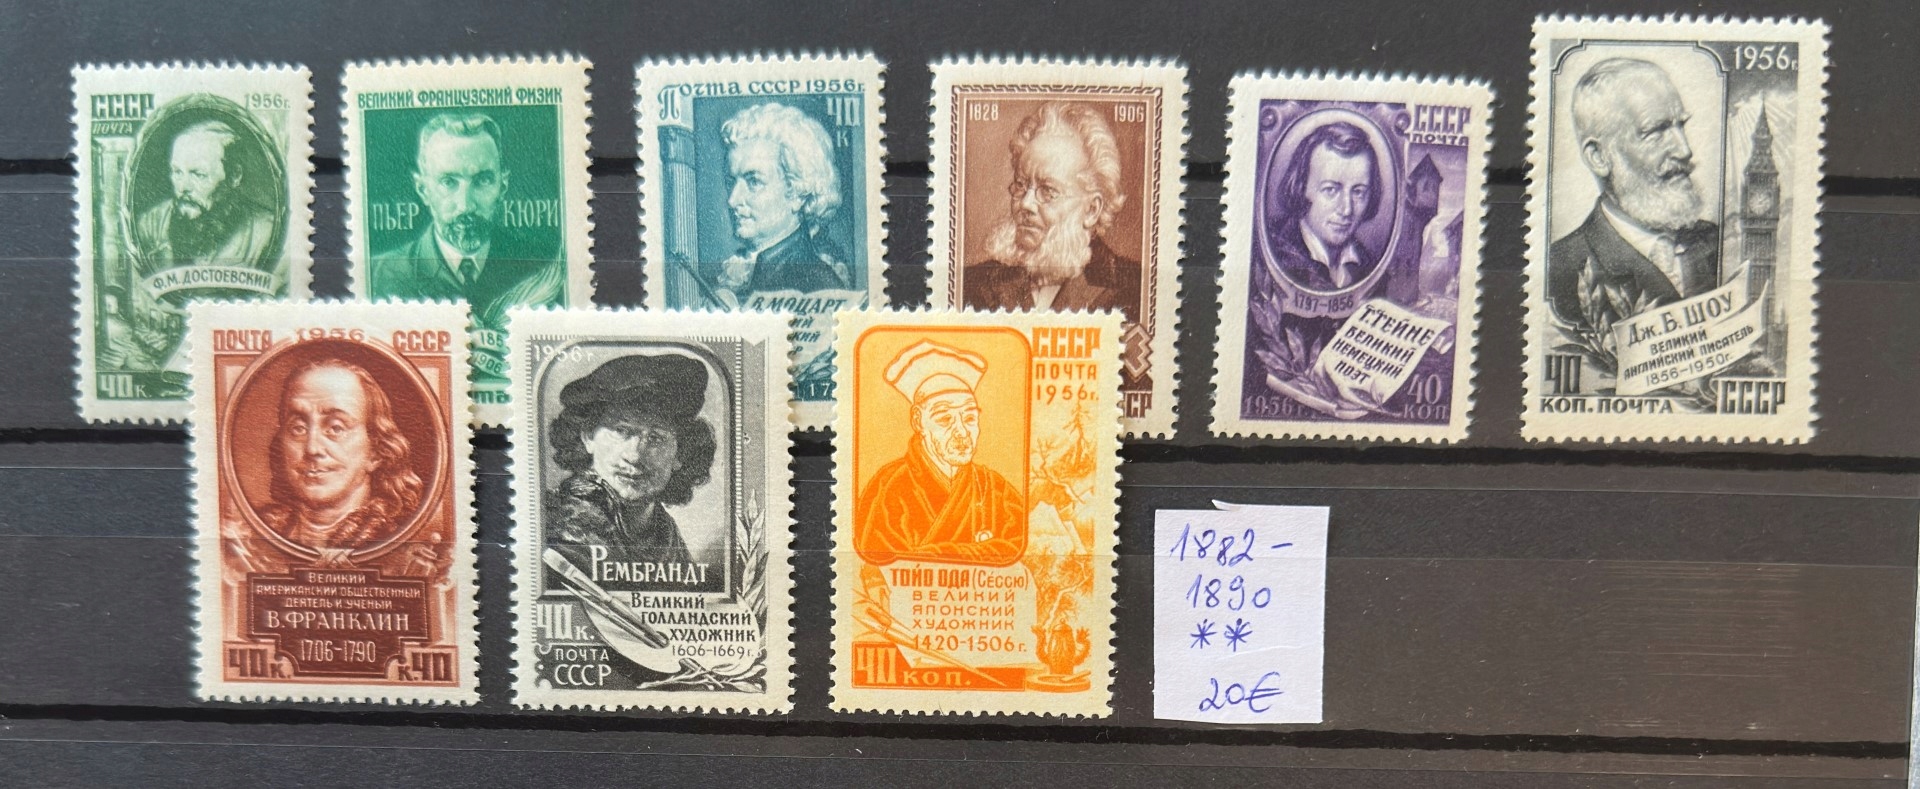 СССР 1956г.
ПОЧТА
Ф.М.ДОСТОЕВСКИЙ
40к
ВЕЛИКИЙ ФРАНЦУЗСКИЙ ФИЗИК
ПЬЕР КЮРИ
1906
Почта СССР 1956г.
40
к
В.МОЦАРТ
1828 1906
СССР
ПОЧТА
1797-1856
Г.ГЕЙНЕ
ВЕЛИКИЙ
НЕМЕЦКИЙ
ПОЭТ
1956г. 40
КОП
1956г.
Дж.Б.ШОУ
ВЕЛИКИЙ
АНГЛИЙСКИЙ ПИСАТЕЛЬ
1856-1950г.
40
КОП.ПОЧТА СССР
ПОЧТА 1956 СССР
ВЕЛИКИЙ
АМЕРИКАНСКИЙ ОБЩЕСТВЕННЫЙ
ДЕЯТЕЛЬ И УЧЕНЫЙ
В.ФРАНКЛИН
1706-1790
40к. к.40
1956г.
РЕМБРАНДТ
ВЕЛИКИЙ
ГОЛЛАНДСКИЙ
ХУДОЖНИК
1606-1669г.
40к.
ПОЧТА
СССР
СССР
ПОЧТА
1956г.
ТОЙО ОДА (СЕССЮ)
ВЕЛИКИЙ
ЯПОНСКИЙ
ХУДОЖНИК
1420-1506г.
40 КОП.
1882-
1890
**
20€